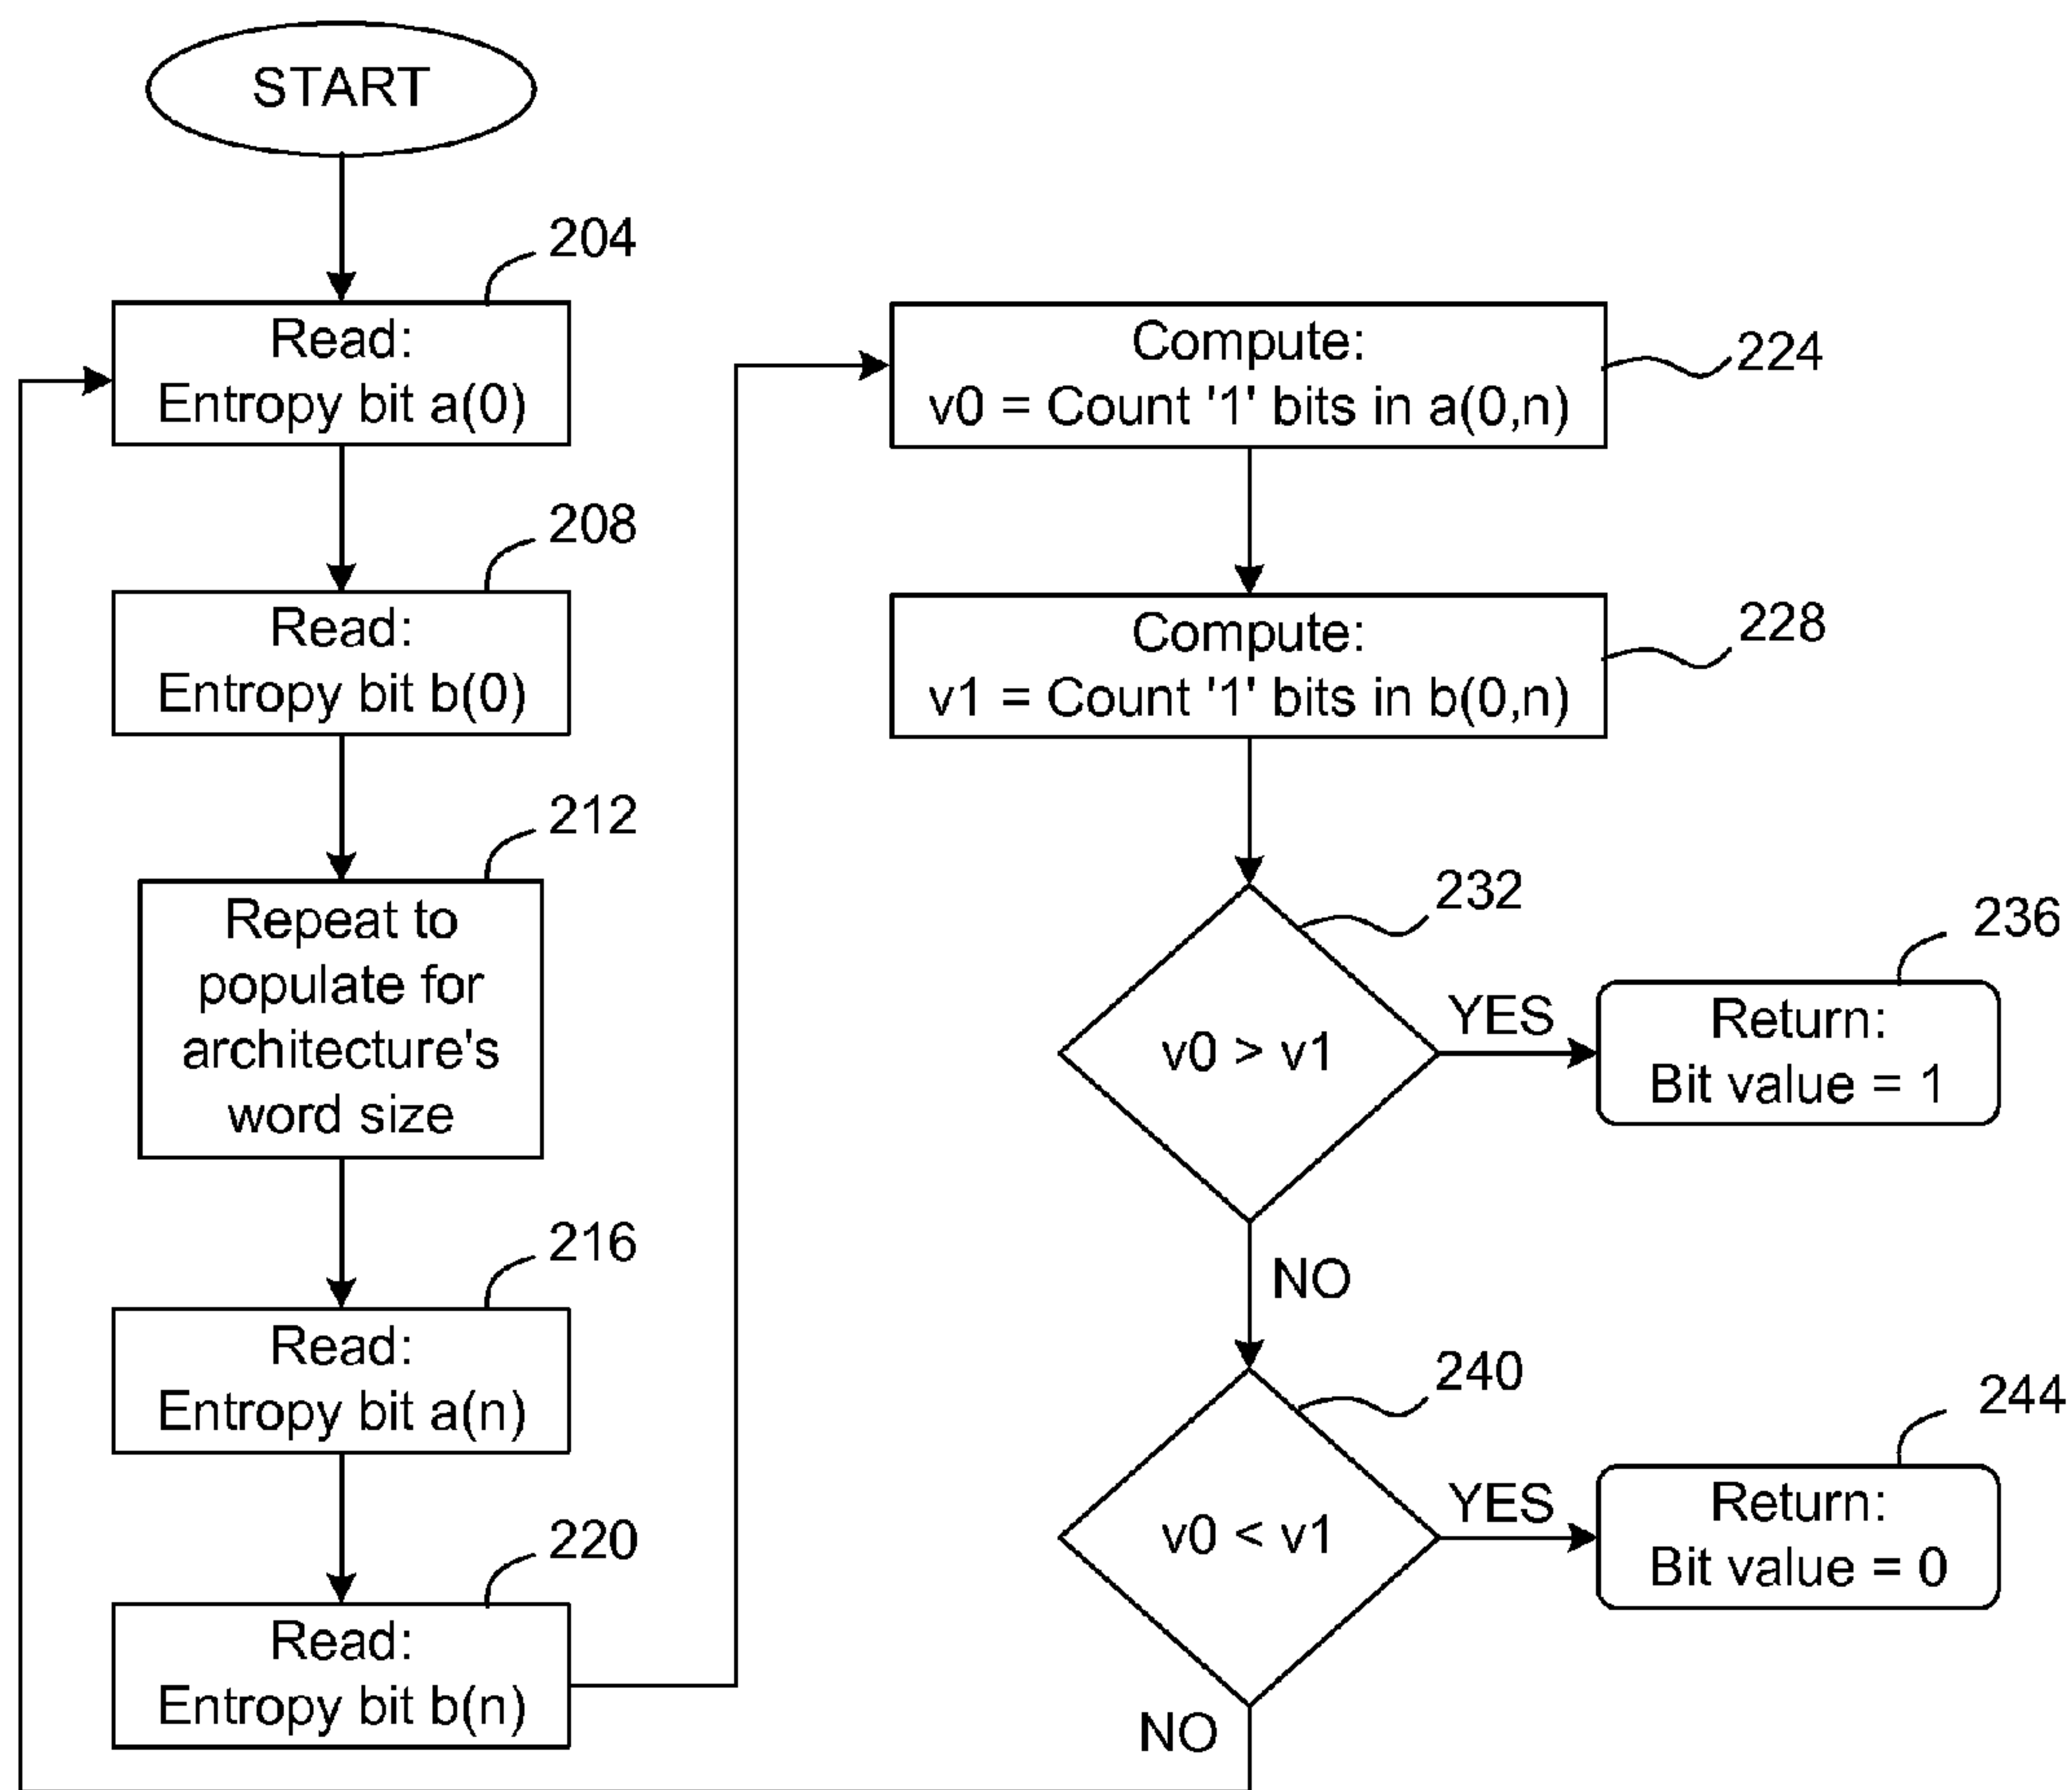 START
204
Read:
Entropy bit a(0)
208
Read:
Entropy bit b(0)
212
Repeat to
populate for
architecture's
word size
216
Read:
Entropy bit a(n)
220
Read:
Entropy bit b(n)
224
Compute:
v0 = Count '1' bits in a(0,n)
228
Compute:
v1 = Count '1' bits in b(0,n)
232
v0 > v1
YES
236
Return:
Bit value = 1
NO
240
v0 < v1
YES
244
Return:
Bit value = 0
NO